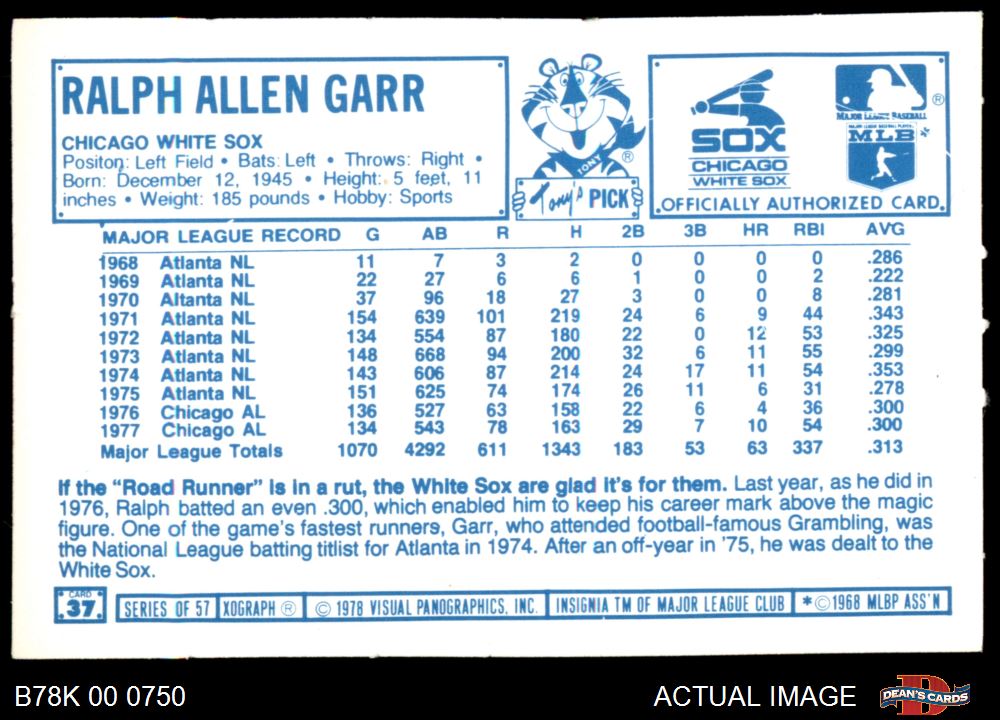 RALPH ALLEN GARR
CHICAGO WHITE SOX
Positon: Left Field • Bats: Left • Throws: Right •
Born: December 12, 1945 • Height: 5 feet, 11
inches • Weight: 185 pounds • Hobby: Sports
TONY
®
Tony's PICK
SOX
CHICAGO
WHITE SOX
®
MAJOR LEAGUE BASEBALL
MAJOR LEAGUE BASEBALL PLAYERS
MLB *
OFFICIALLY AUTHORIZED CARD
MAJOR LEAGUE RECORD G AB R H 2B 3B HR RBI AVG
1968 Atlanta NL 11 7 3 2 0 0 0 0 .286
1969 Atlanta NL 22 27 6 6 1 0 0 2 .222
1970 Altanta NL 37 96 18 27 3 0 0 8 .281
1971 Atlanta NL 154 639 101 219 24 6 9 44 .343
1972 Atlanta NL 134 554 87 180 22 0 12 53 .325
1973 Atlanta NL 148 668 94 200 32 6 11 55 .299
1974 Atlanta NL 143 606 87 214 24 17 11 54 .353
1975 Atlanta NL 151 625 74 174 26 11 6 31 .278
1976 Chicago AL 136 527 63 158 22 6 4 36 .300
1977 Chicago AL 134 543 78 163 29 7 10 54 .300
Major League Totals 1070 4292 611 1343 183 53 63 337 .313
If the “Road Runner” is in a rut, the White Sox are glad it's for them. Last year, as he did in
1976, Ralph batted an even .300, which enabled him to keep his career mark above the magic
figure. One of the game's fastest runners, Garr, who attended football-famous Grambling, was
the National League batting titlist for Atlanta in 1974. After an off-year in '75, he was dealt to the
White Sox.
CARD
37
SERIES OF 57 XOGRAPH ® © 1978 VISUAL PANOGRAPHICS, INC. INSIGNIA TM OF MAJOR LEAGUE CLUB *©1968 MLBP ASS'N
B78K 00 0750
ACTUAL IMAGE
D
DEAN'S CARDS